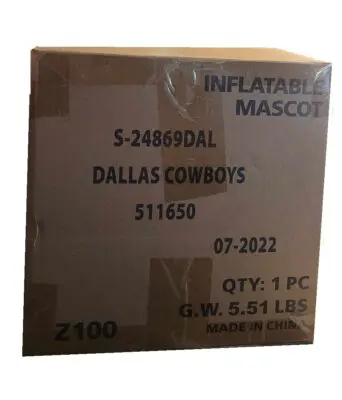 INFLATABLE
MASCOT
S-24869DAL
DALLAS COWBOYS
511650
07-2022
QTY: 1 PC
G.W. 5.51 LBS
Z100
MADE IN CHINA